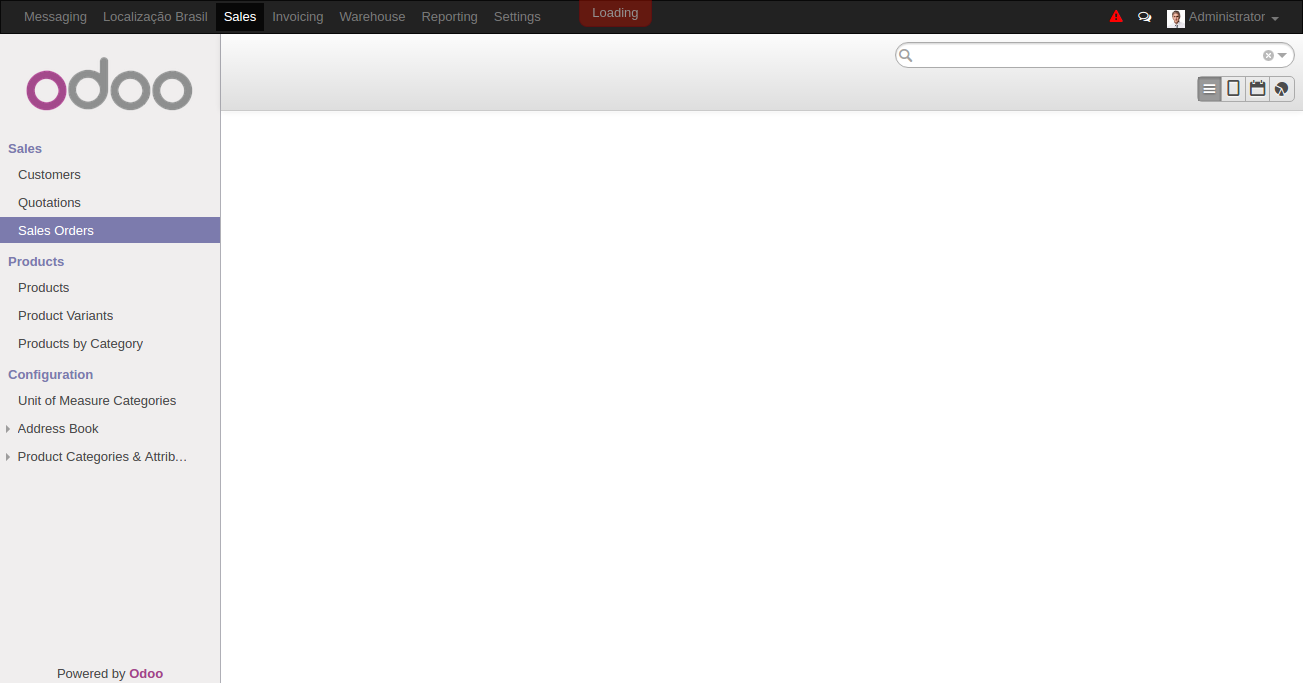 Messaging Localização Brasil Sales Invoicing Warehouse Reporting Settings Loading Administrator
odoo
Sales
Customers
Quotations
Sales Orders
Products
Products
Product Variants
Products by Category
Configuration
Unit of Measure Categories
Address Book
Product Categories & Attrib...
Powered by Odoo